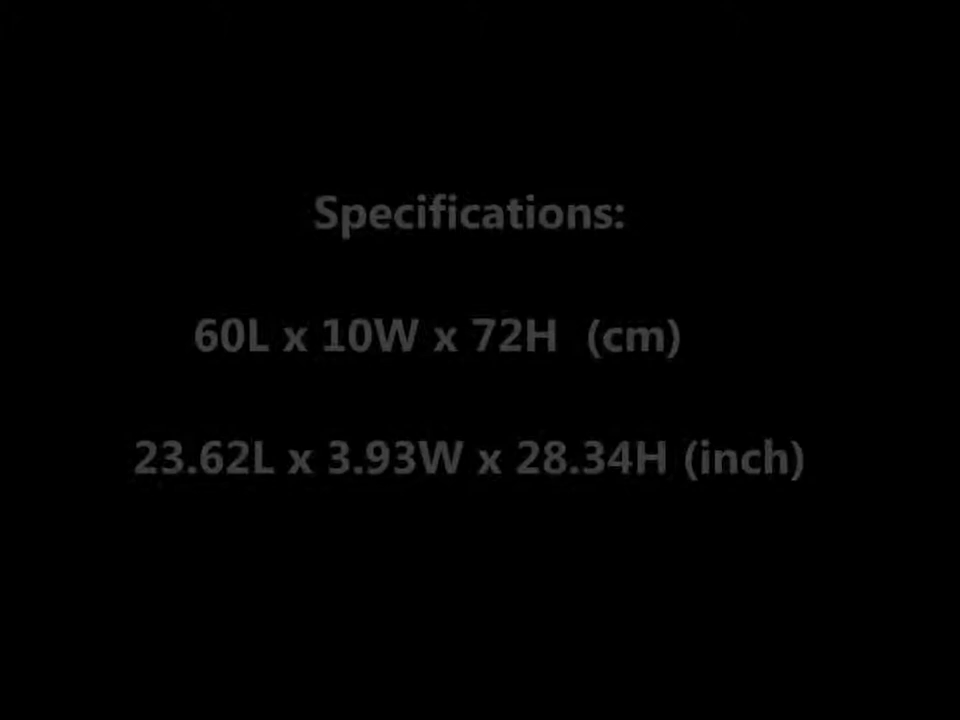 Specifications:
60L x 10W x 72H (cm)
23.62L x 3.93W x 28.34H (inch)